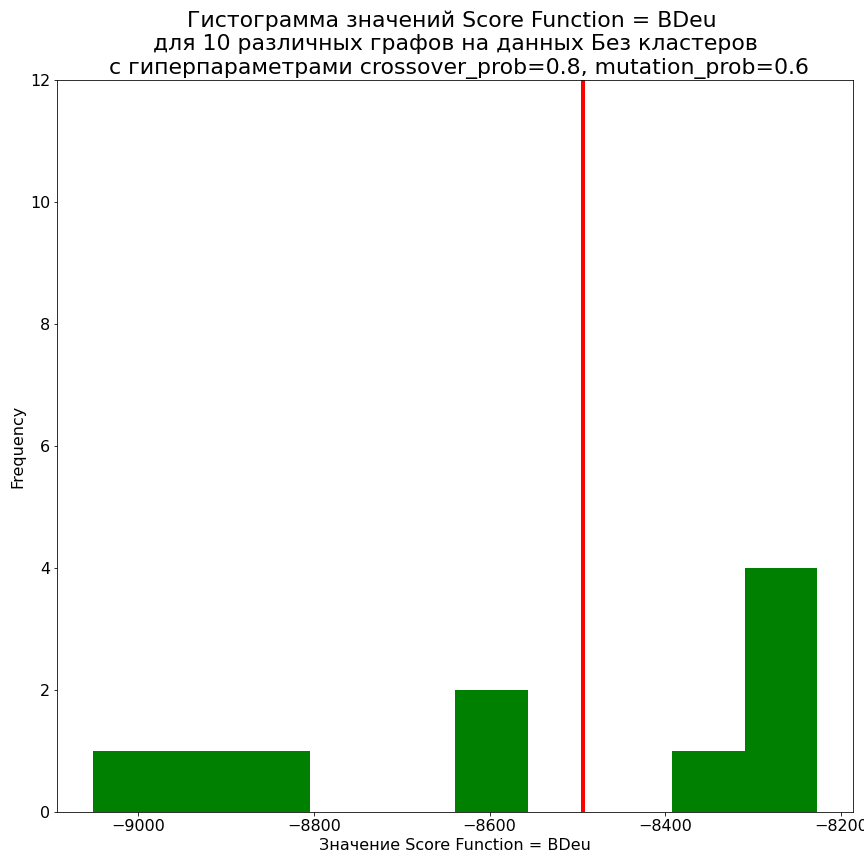 Гистограмма значений Score Function = BDeu
для 10 различных графов на данных Без кластеров
с гиперпараметрами crossover_prob=0.8, mutation_prob=0.6
12
10
8
6
4
2
0
Frequency
−9000 −8800 −8600 −8400 −8200
Значение Score Function = BDeu